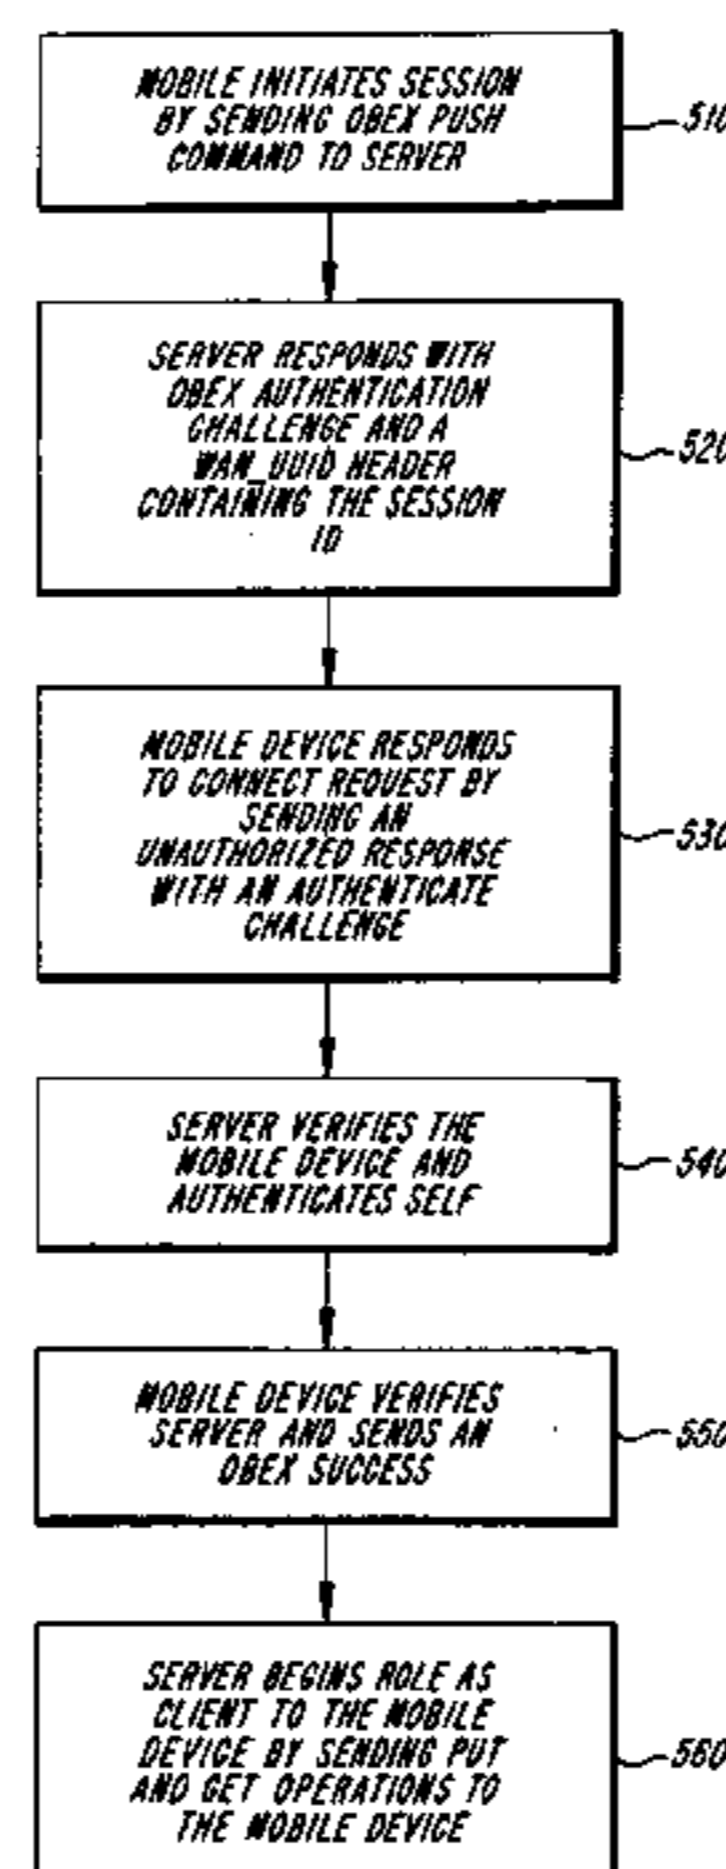 MOBILE INITIATES SESSION
BY SENDING OBEX PUSH
COMMAND TO SERVER
510
SERVER RESPONDS WITH
OBEX AUTHENTICATION
CHALLENGE AND A
WAN_UUID HEADER
CONTAINING THE SESSION
ID
520
MOBILE DEVICE RESPONDS
TO CONNECT REQUEST BY
SENDING AN
UNAUTHORIZED RESPONSE
WITH AN AUTHENTICATE
CHALLENGE
530
SERVER VERIFIES THE
MOBILE DEVICE AND
AUTHENTICATES SELF
540
MOBILE DEVICE VERIFIES
SERVER AND SENDS AN
OBEX SUCCESS
550
SERVER BEGINS ROLE AS
CLIENT TO THE MOBILE
DEVICE BY SENDING PUT
AND GET OPERATIONS TO
THE MOBILE DEVICE
560